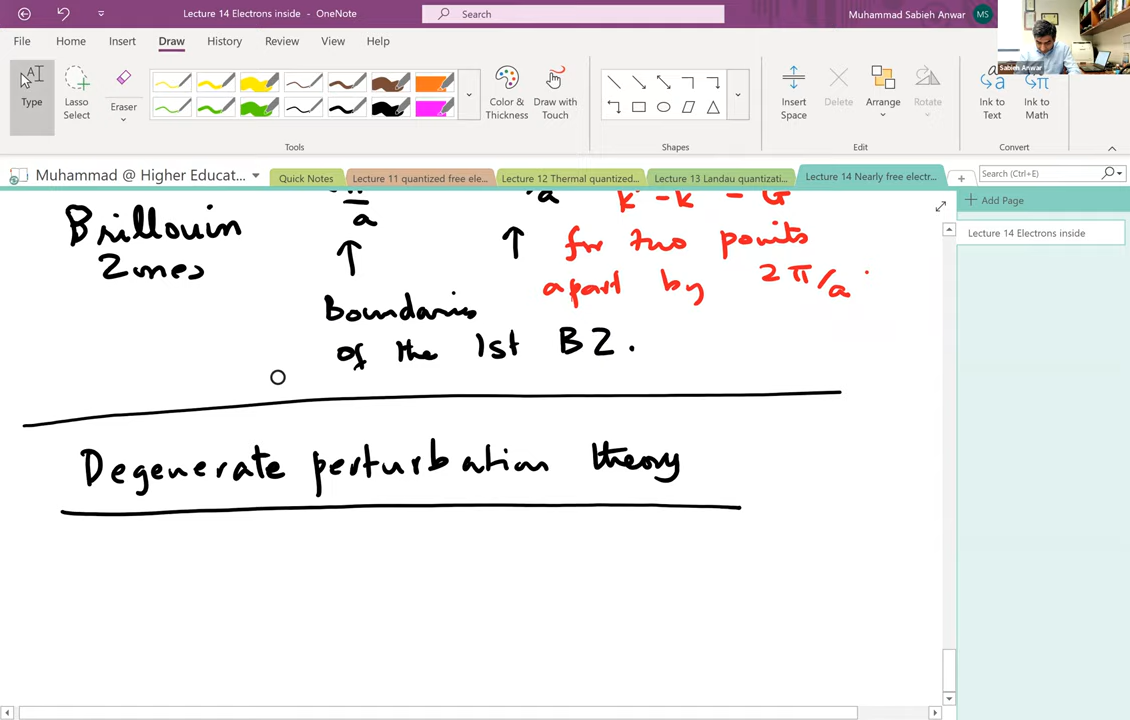 Lecture 14 Electrons inside - OneNote
Search
Muhammad Sabieh Anwar
MS
Sabieh Anwar
File
Home
Insert
Draw
History
Review
View
Help
Type
Lasso Select
Eraser
Color & Thickness
Draw with Touch
Insert Space
Delete
Arrange
Rotate
Ink to Text
Ink to Math
Tools
Shapes
Edit
Convert
Muhammad @ Higher Educat...
Quick Notes
Lecture 11 quantized free ele...
Lecture 12 Thermal quantized...
Lecture 13 Landau quantizati...
Lecture 14 Nearly free electr...
Search (Ctrl+E)
Add Page
Lecture 14 Electrons inside
Brillouin
Zones
a
a
k' - k = G
for two points
apart by 2π/a
Boundaries
of the 1st BZ.
Degenerate perturbation theory